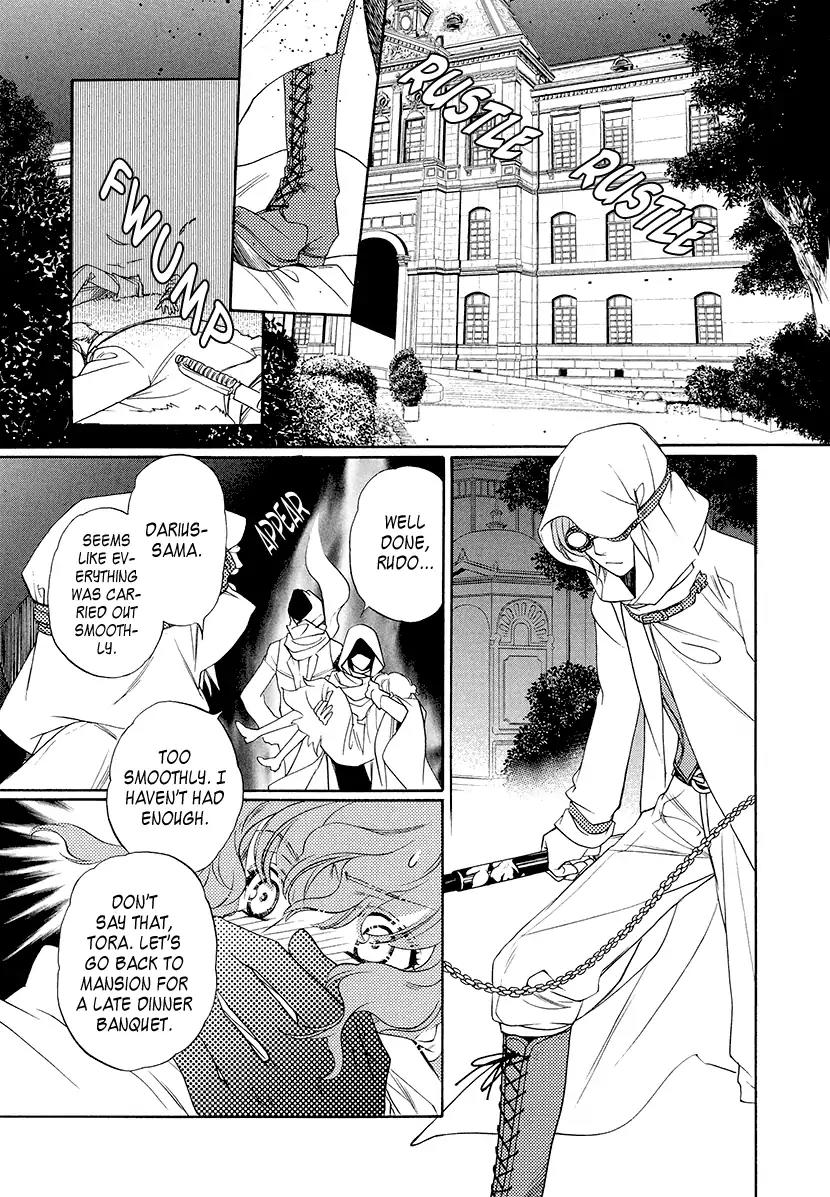 RUSTLE
RUSTLE
FWUMP
WELL
DONE,
RUDO...
APPEAR
DARIUS-
SAMA.
SEEMS
LIKE EV-
ERYTHING
WAS CAR-
RIED OUT
SMOOTH-
LY.
TOO
SMOOTHLY. I
HAVEN'T HAD
ENOUGH.
DON'T
SAY THAT,
TORA. LET'S
GO BACK TO
MANSION FOR
A LATE DINNER
BANQUET.